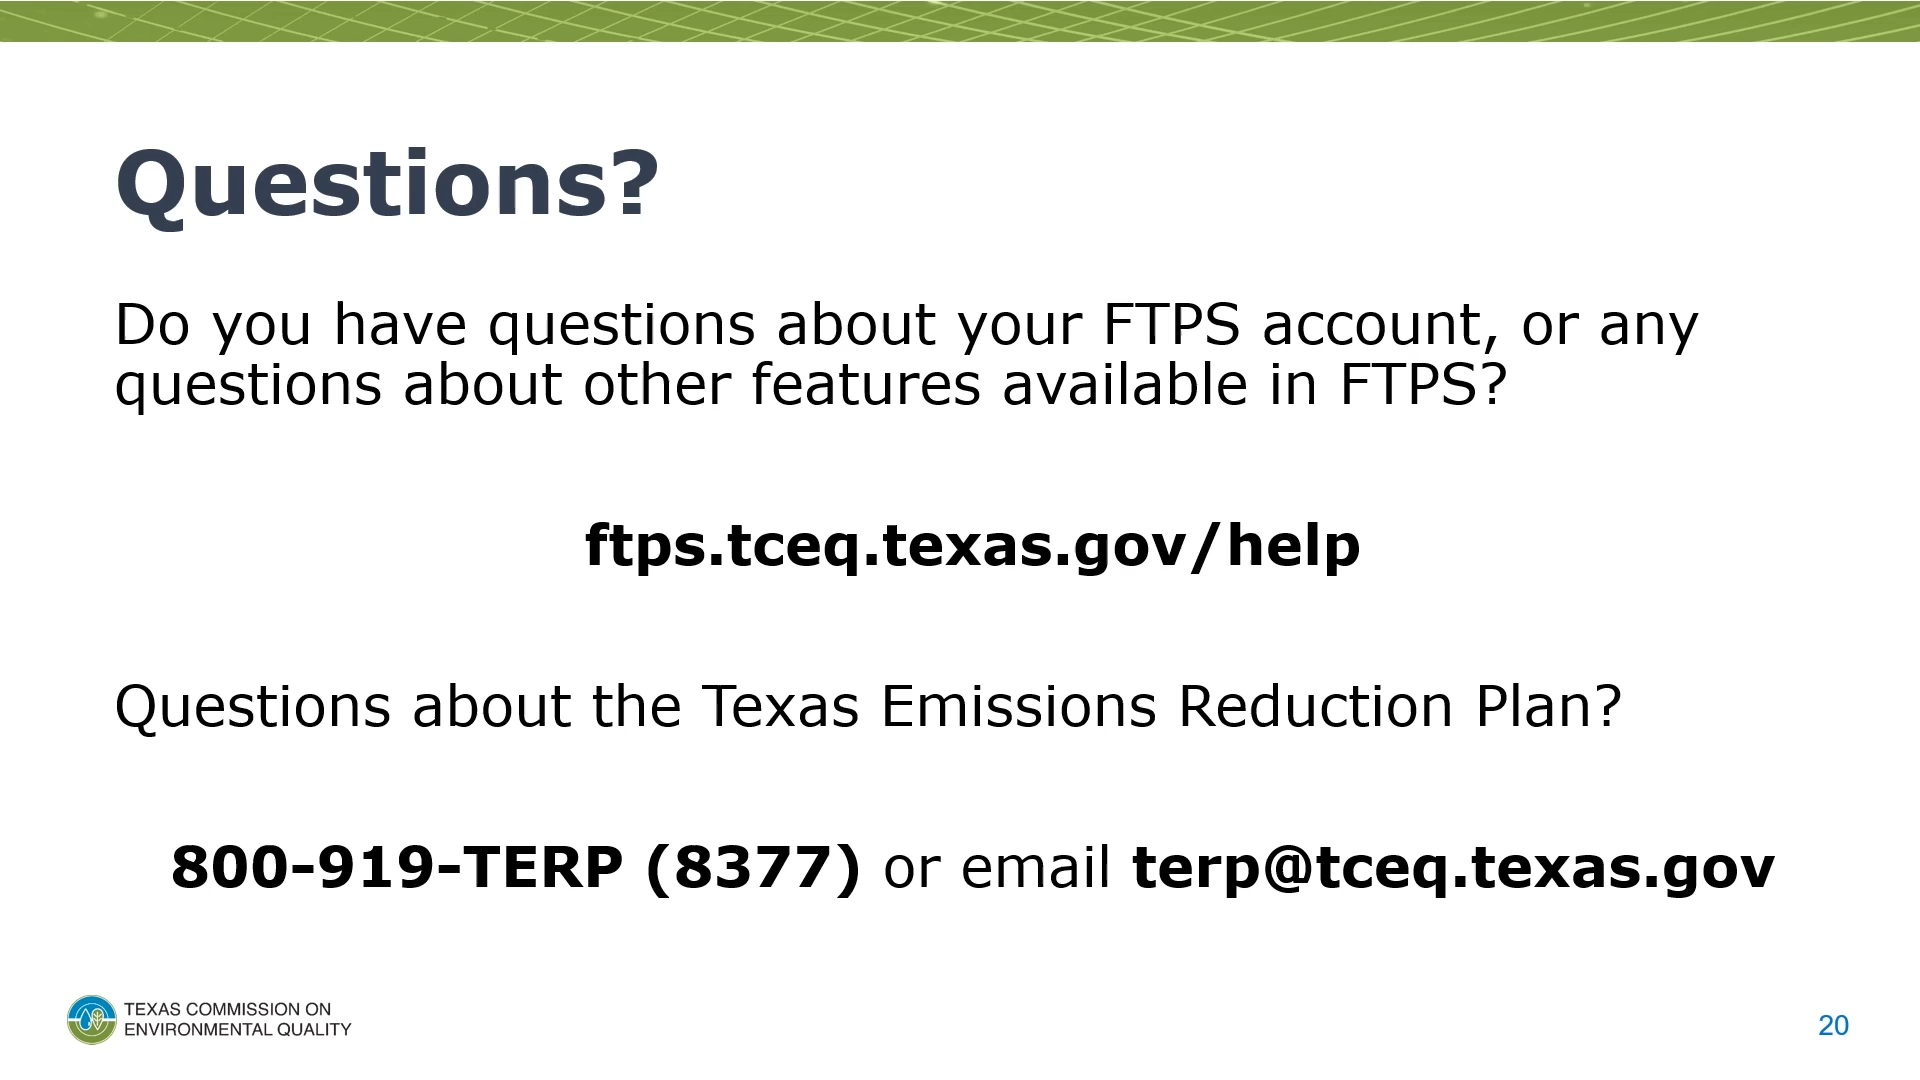 Questions?
Do you have questions about your FTPS account, or any
questions about other features available in FTPS?
ftps.tceq.texas.gov/help
Questions about the Texas Emissions Reduction Plan?
800-919-TERP (8377) or email terp@tceq.texas.gov
TEXAS COMMISSION ON
ENVIRONMENTAL QUALITY
20